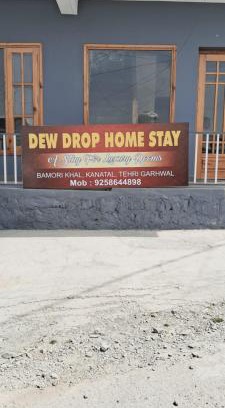 DEW DROP HOME STAY
BAMORI KHAL, KANATAL, TEHRI GARHWAL
Mob : 9258644898